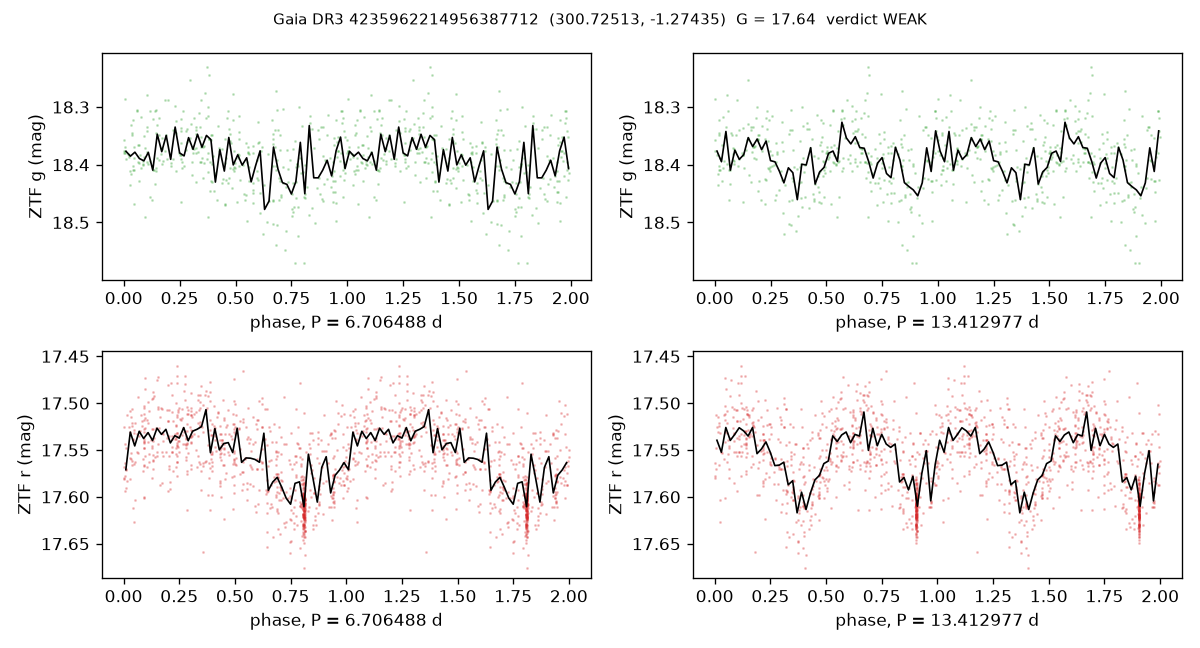 Gaia DR3 4235962214956387712 (300.72513, -1.27435) G = 17.64 verdict WEAK
ZTF g (mag)
18.3
18.4
18.5
0.00 0.25 0.50 0.75 1.00 1.25 1.50 1.75 2.00
phase, P = 6.706488 d
ZTF g (mag)
18.3
18.4
18.5
0.00 0.25 0.50 0.75 1.00 1.25 1.50 1.75 2.00
phase, P = 13.412977 d
ZTF r (mag)
17.45
17.50
17.55
17.60
17.65
0.00 0.25 0.50 0.75 1.00 1.25 1.50 1.75 2.00
phase, P = 6.706488 d
ZTF r (mag)
17.45
17.50
17.55
17.60
17.65
0.00 0.25 0.50 0.75 1.00 1.25 1.50 1.75 2.00
phase, P = 13.412977 d